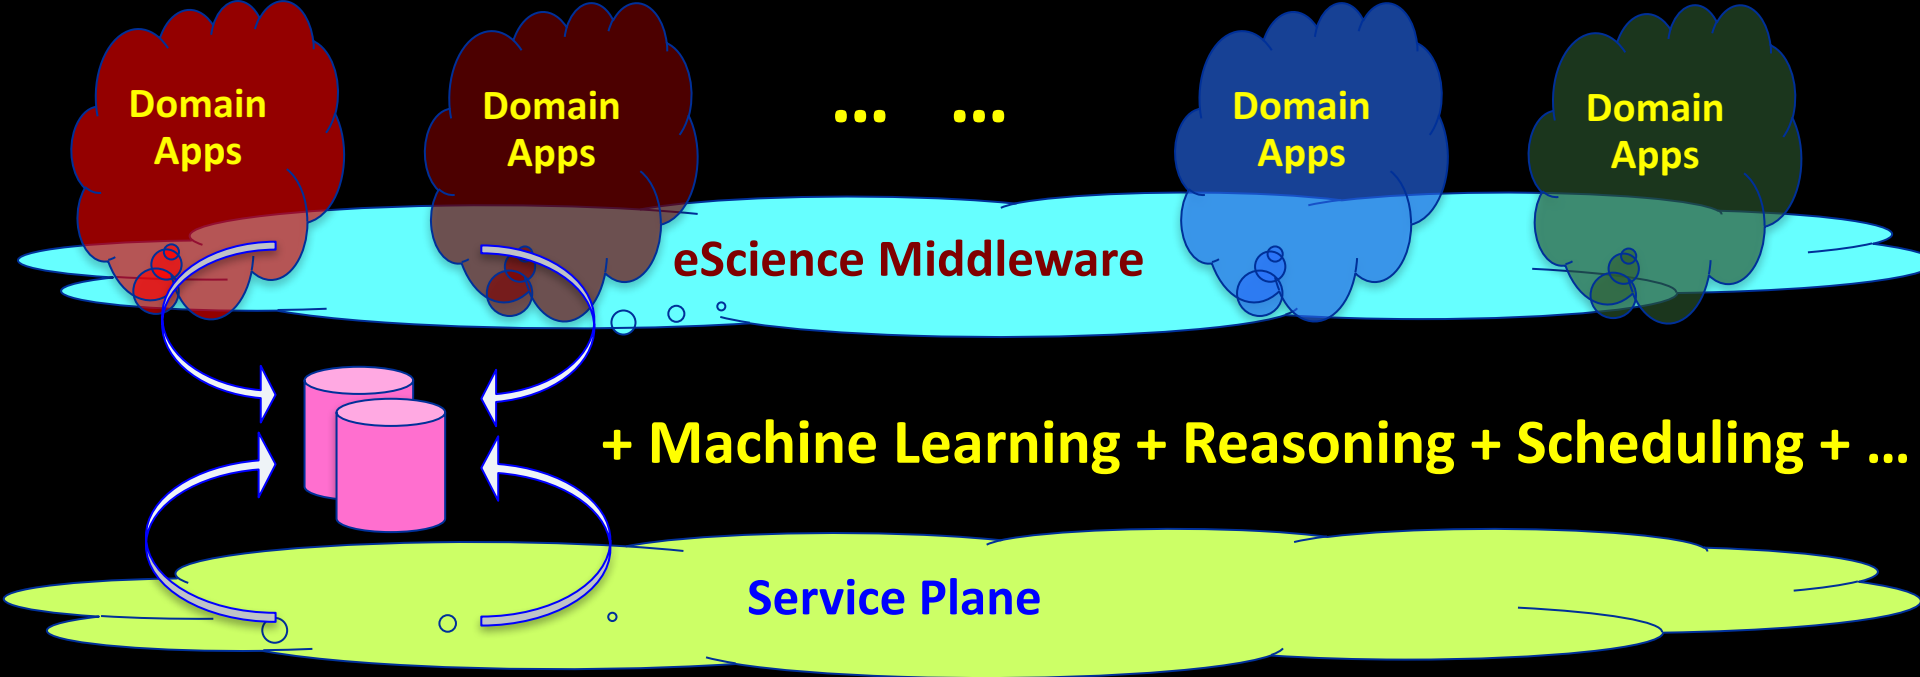 Domain
Apps
Domain
Apps
... ...
Domain
Apps
Domain
Apps
eScience Middleware
+ Machine Learning + Reasoning + Scheduling + ...
Service Plane